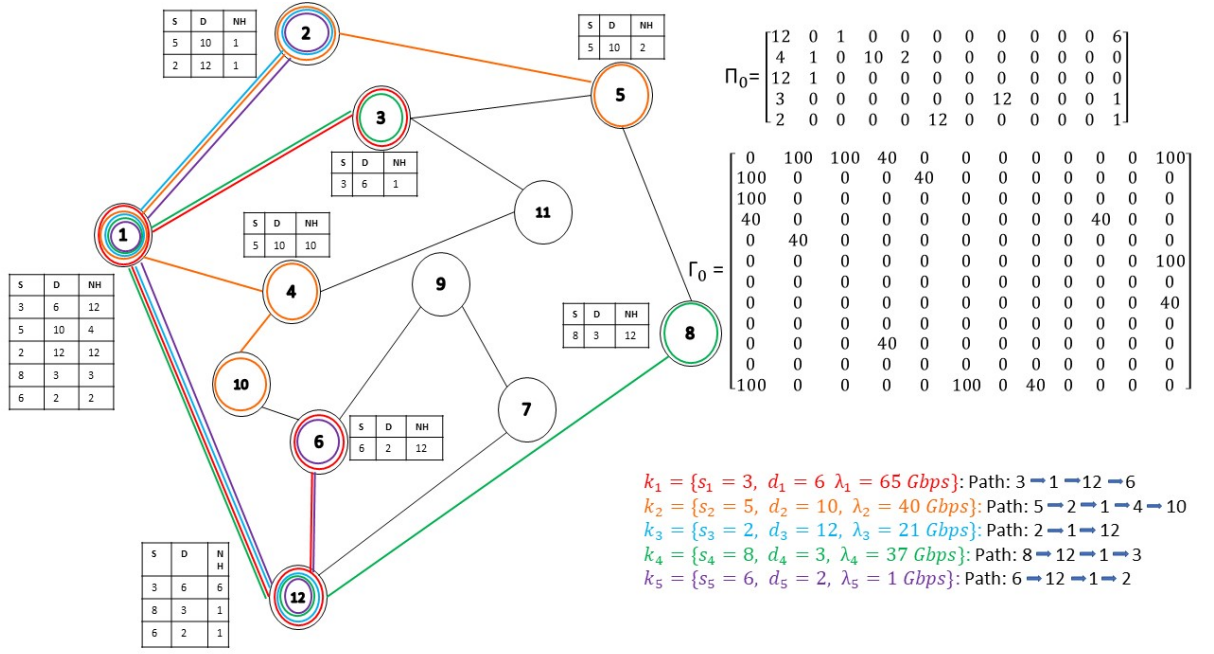 S D NH
5 10 1
2 12 1
2
S D NH
5 10 2
5
3
S D NH
3 6 1
1
S D NH
3 6 12
5 10 4
2 12 12
8 3 3
6 2 2
S D NH
5 10 10
4
11
9
S D NH
8 3 12
8
10
7
6
S D NH
6 2 12
S D NH
3 6 6
8 3 1
6 2 1
12
Π₀=
12 0 1 0 0 0 0 0 0 0 0 6
4 1 0 10 2 0 0 0 0 0 0 0
12 1 0 0 0 0 0 0 0 0 0 0
3 0 0 0 0 0 0 12 0 0 0 1
2 0 0 0 0 12 0 0 0 0 0 1
Γ₀ =
0 100 100 40 0 0 0 0 0 0 0 100
100 0 0 0 40 0 0 0 0 0 0 0
100 0 0 0 0 0 0 0 0 0 0 0
40 0 0 0 0 0 0 0 0 40 0 0
0 40 0 0 0 0 0 0 0 0 0 0
0 0 0 0 0 0 0 0 0 0 0 100
0 0 0 0 0 0 0 0 0 0 0 0
0 0 0 0 0 0 0 0 0 0 0 40
0 0 0 0 0 0 0 0 0 0 0 0
0 0 0 40 0 0 0 0 0 0 0 0
0 0 0 0 0 0 0 0 0 0 0 0
100 0 0 0 0 100 0 40 0 0 0 0
k₁ = {s₁ = 3, d₁ = 6 λ₁ = 65 Gbps}: Path: 3 → 1 → 12 → 6
k₂ = {s₂ = 5, d₂ = 10, λ₂ = 40 Gbps}: Path: 5 → 2 → 1 → 4 → 10
k₃ = {s₃ = 2, d₃ = 12, λ₃ = 21 Gbps}: Path: 2 → 1 → 12
k₄ = {s₄ = 8, d₄ = 3, λ₄ = 37 Gbps}: Path: 8 → 12 → 1 → 3
k₅ = {s₅ = 6, d₅ = 2, λ₅ = 1 Gbps}: Path: 6 → 12 → 1 → 2